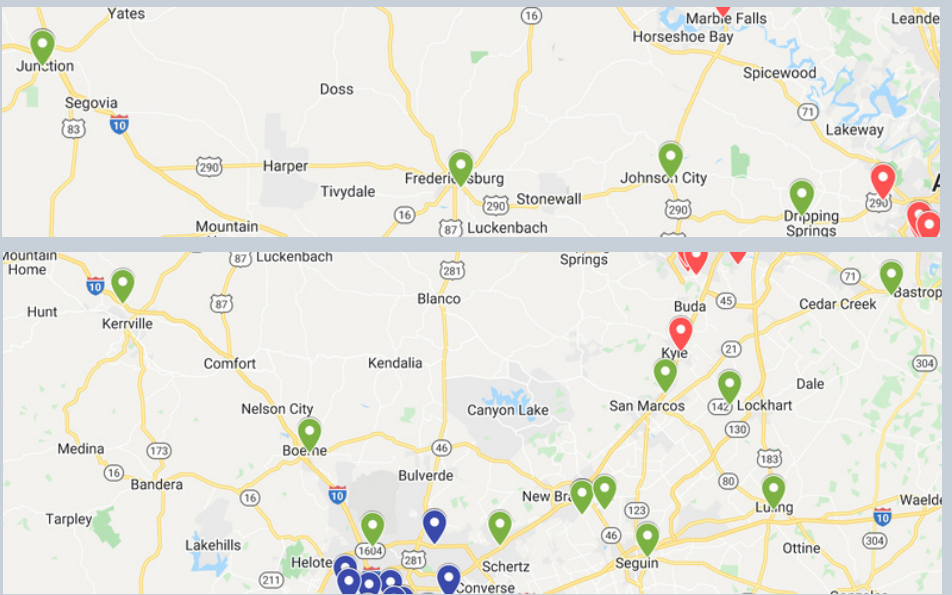 Yates
16
Marble Falls
Leande
Horseshoe Bay
Junction
Spicewood
Doss
Segovia
10
83
71
Lakeway
290
Harper
Fredericksburg
Johnson City
Tivydale
290
Stonewall
290
A
16
290
Dripping
Springs
Mountain
87
Luckenbach
Mountain
Home
87
Luckenbach
281
Springs
71
Bastrop
10
Hunt
87
Blanco
Buda
45
Cedar Creek
Kerrville
Kyle
21
304
Comfort
Kendalia
Dale
Nelson City
Canyon Lake
San Marcos
142
Lockhart
130
Medina
173
Boerne
46
183
16
Bandera
Bulverde
80
16
10
New Bra
Luling
Waelde
Tarpley
123
10
Lakehills
1604
46
304
Ottine
Helote
281
Schertz
Seguin
211
Converse